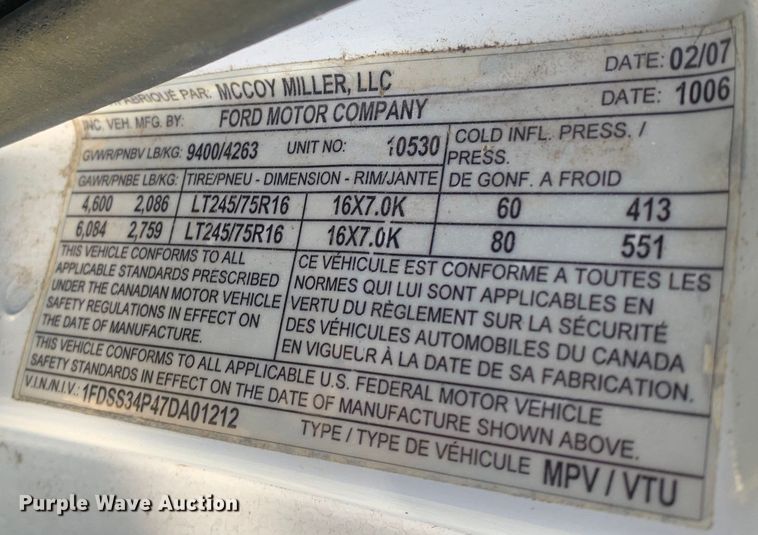 FABRIQUÉ PAR: MCCOY MILLER, LLC DATE: 02/07
INC. VEH. MFG. BY: FORD MOTOR COMPANY DATE: 1006
GVWR/PNBV LB/KG: 9400/4263 UNIT NO: 10530 COLD INFL. PRESS. /
PRESS.
GAWR/PNBE LB/KG: TIRE/PNEU - DIMENSION - RIM/JANTE DE GONF. A FROID
4,600 2,086 LT245/75R16 16X7.0K 60 413
6,084 2,759 LT245/75R16 16X7.0K 80 551
THIS VEHICLE CONFORMS TO ALL
APPLICABLE STANDARDS PRESCRIBED
UNDER THE CANADIAN MOTOR VEHICLE
SAFETY REGULATIONS IN EFFECT ON
THE DATE OF MANUFACTURE.
CE VÉHICULE EST CONFORME A TOUTES LES
NORMES QUI LUI SONT APPLICABLES EN
VERTU DU RÈGLEMENT SUR LA SÉCURITÉ
DES VÉHICULES AUTOMOBILES DU CANADA
EN VIGUEUR À LA DATE DE SA FABRICATION.
THIS VEHICLE CONFORMS TO ALL APPLICABLE U.S. FEDERAL MOTOR VEHICLE
SAFETY STANDARDS IN EFFECT ON THE DATE OF MANUFACTURE SHOWN ABOVE.
V.I.N./N.I.V.: 1FDSS34P47DA01212 TYPE / TYPE DE VÉHICULE MPV / VTU
Purple Wave Auction